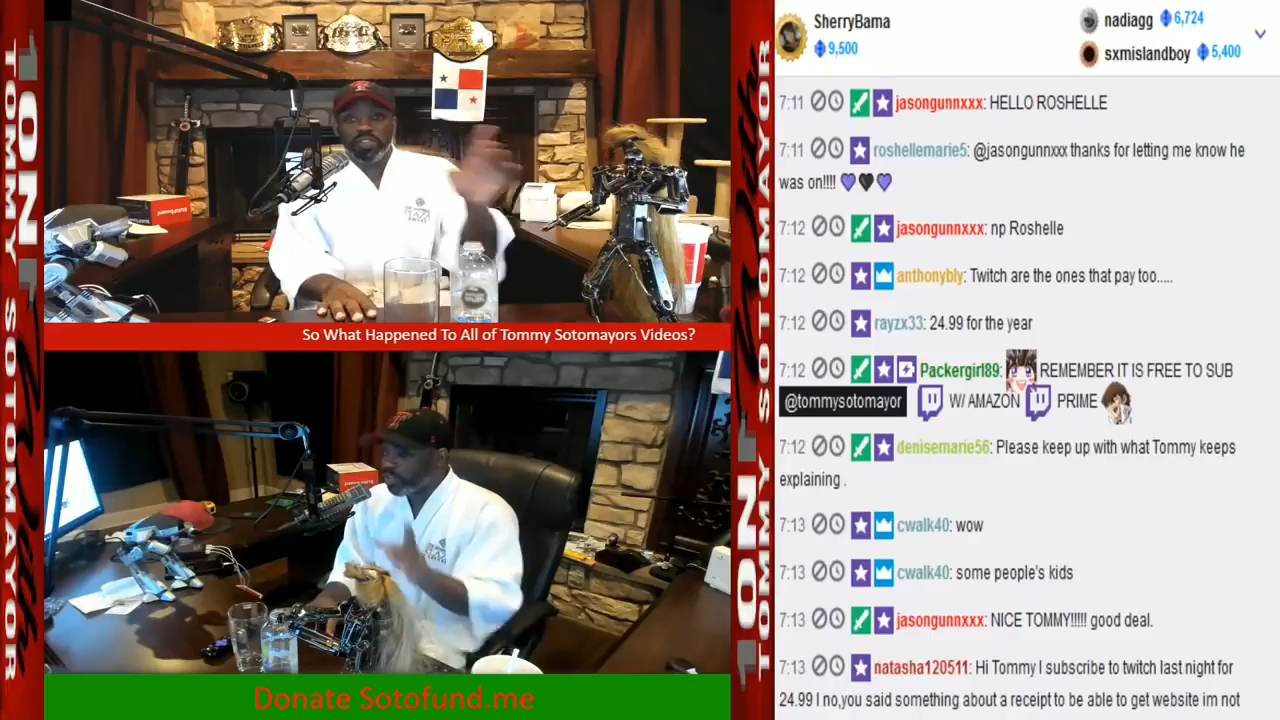 1ON1 With
TOMMY SOTOMAYOR
So What Happened To All of Tommy Sotomayors Videos?
Donate Sotofund.me
1ON1 With
TOMMY SOTOMAYOR
SherryBama
9,500
nadiagg 6,724
sxmislandboy 5,400
7:11 jasongunnxxx: HELLO ROSHELLE
7:11 roshellemarie5: @jasongunnxxx thanks for letting me know he
was on!!!!
7:12 jasongunnxxx: np Roshelle
7:12 anthonybly: Twitch are the ones that pay too.....
7:12 rayzx33: 24.99 for the year
7:12 Packergirl89: REMEMBER IT IS FREE TO SUB
@tommysotomayor W/ AMAZON PRIME
7:12 denisemarie56: Please keep up with what Tommy keeps
explaining .
7:13 cwalk40: wow
7:13 cwalk40: some people's kids
7:13 jasongunnxxx: NICE TOMMY!!!!! good deal.
7:13 natasha120511: Hi Tommy I subscribe to twitch last night for
24.99 I no,you said something about a receipt to be able to get website im not